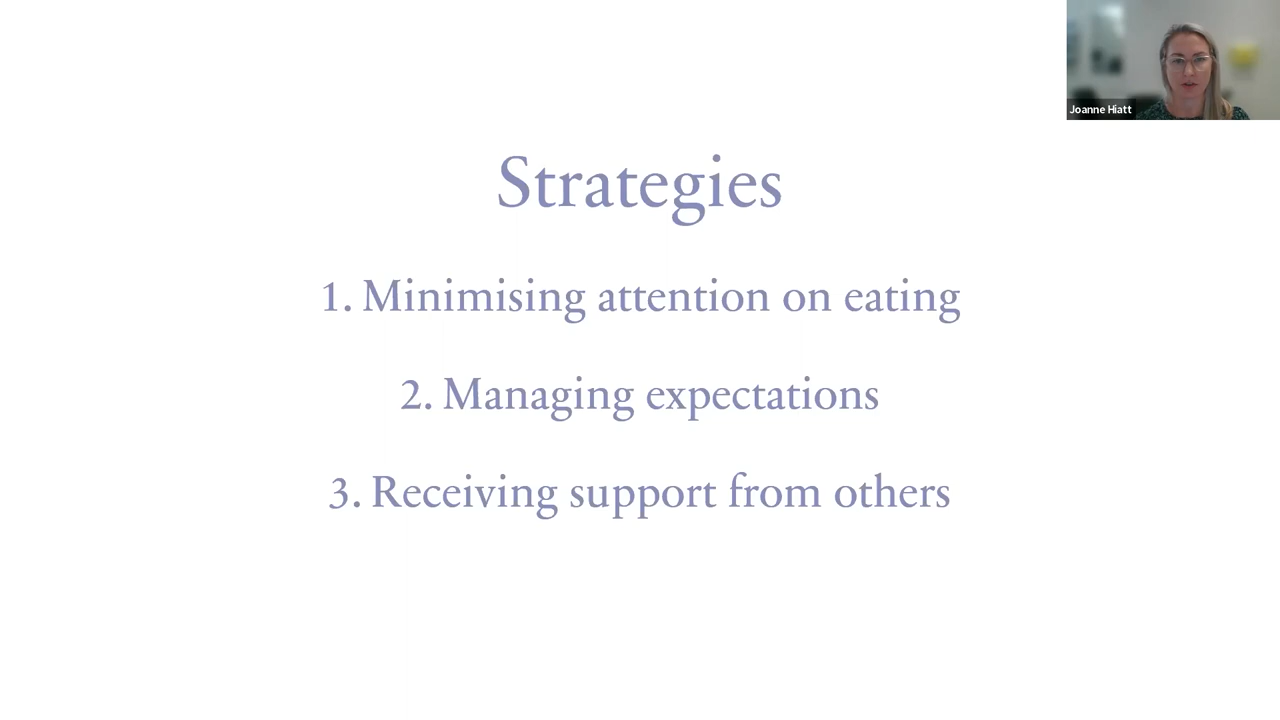 Joanne Hiatt
Strategies
1. Minimising attention on eating
2. Managing expectations
3. Receiving support from others